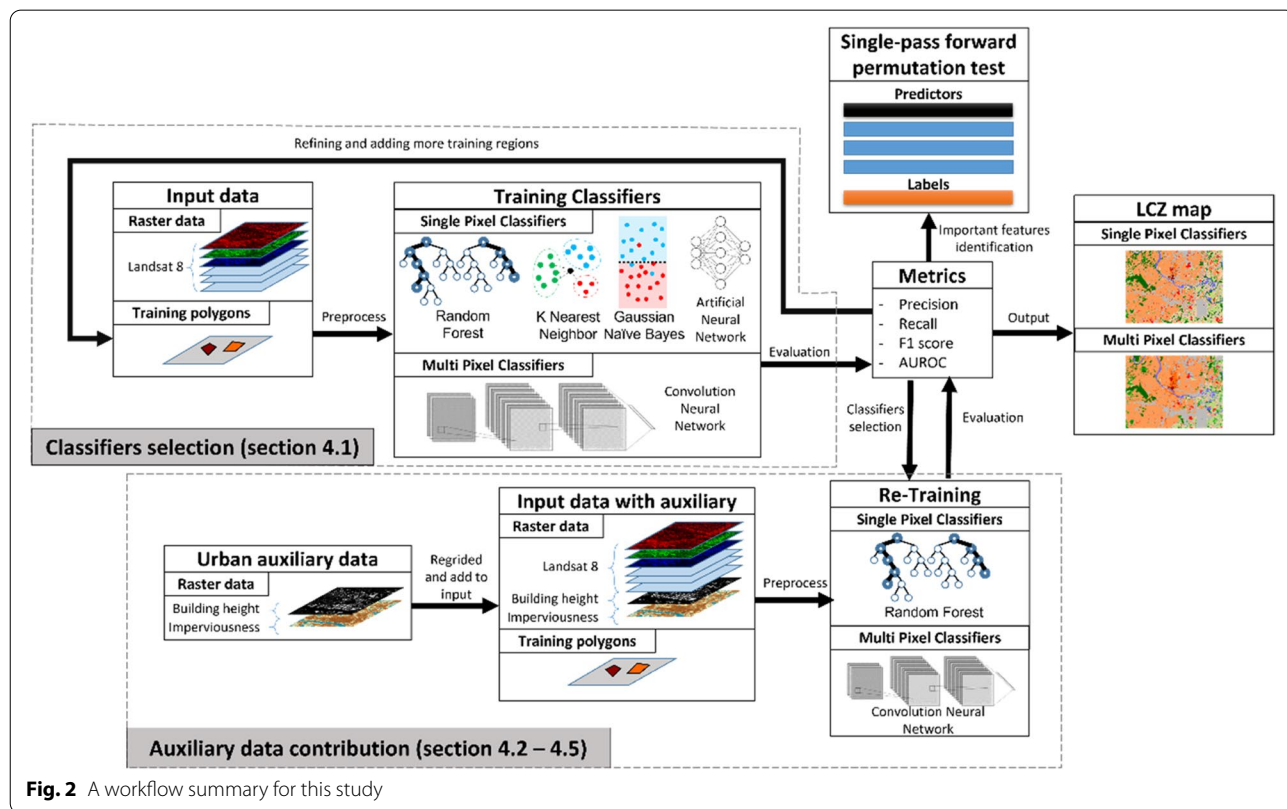 Single-pass forward
permutation test
Predictors
Labels
Refining and adding more training regions
Input data
Raster data
Landsat 8
Training polygons
Preprocess
Training Classifiers
Single Pixel Classifiers
Random
Forest
K Nearest
Neighbor
Gaussian
Naïve Bayes
Artificial
Neural
Network
Multi Pixel Classifiers
Convolution
Neural
Network
Evaluation
Important features
identification
Metrics
- Precision
- Recall
- F1 score
- AUROC
Output
LCZ map
Single Pixel Classifiers
Multi Pixel Classifiers
Classifiers selection (section 4.1)
Classifiers
selection
Evaluation
Urban auxiliary data
Raster data
Building height
Imperviousness
Regrided
and add to
input
Input data with auxiliary
Raster data
Landsat 8
Building height
Imperviousness
Training polygons
Preprocess
Re-Training
Single Pixel Classifiers
Random Forest
Multi Pixel Classifiers
Convolution Neural
Network
Auxiliary data contribution (section 4.2 – 4.5)
Fig. 2 A workflow summary for this study